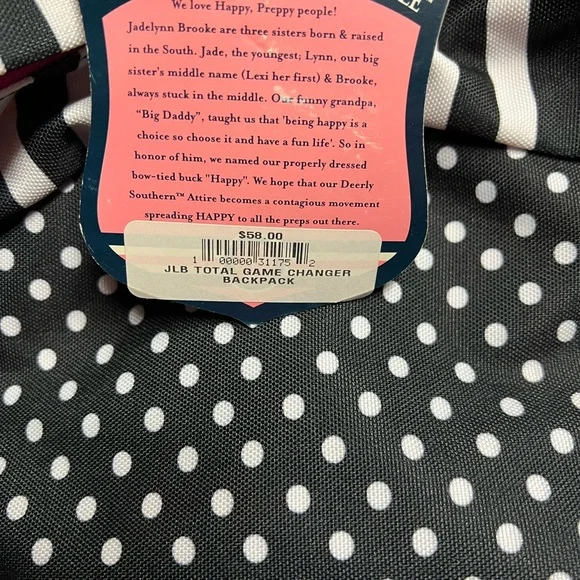 We love Happy, Preppy people!
Jadelynn Brooke are three sisters born & raised
in the South. Jade, the youngest; Lynn, our big
sister's middle name (Lexi her first) & Brooke,
always stuck in the middle. Our funny grandpa,
"Big Daddy", taught us that 'being happy is a
choice so choose it and have a fun life'. So in
honor of him, we named our properly dressed
bow-tied buck "Happy". We hope that our Deerly
Southern™ Attire becomes a contagious movement
spreading HAPPY to all the preps out there.
$58.00
1 00000 31175 2
JLB TOTAL GAME CHANGER
BACKPACK